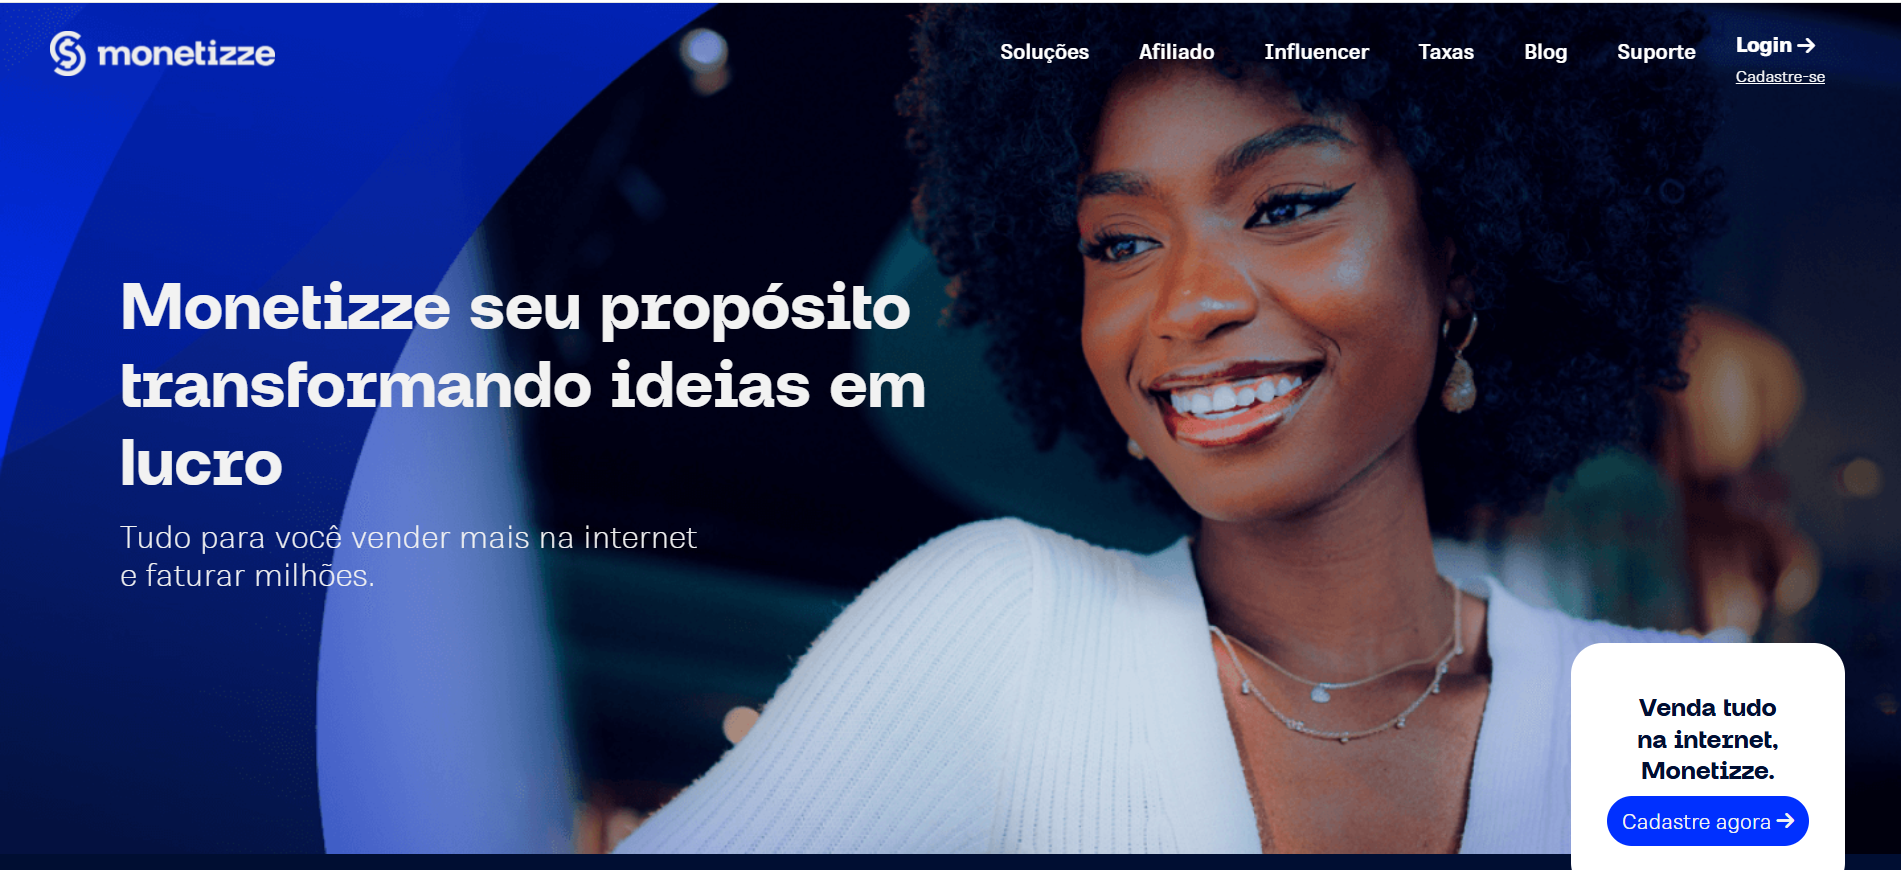 monetizze
Soluções
Afiliado
Influencer
Taxas
Blog
Suporte
Login →
Cadastre-se
Monetizze seu propósito
transformando ideias em
lucro
Tudo para você vender mais na internet
e faturar milhões.
Venda tudo
na internet,
Monetizze.
Cadastre agora →